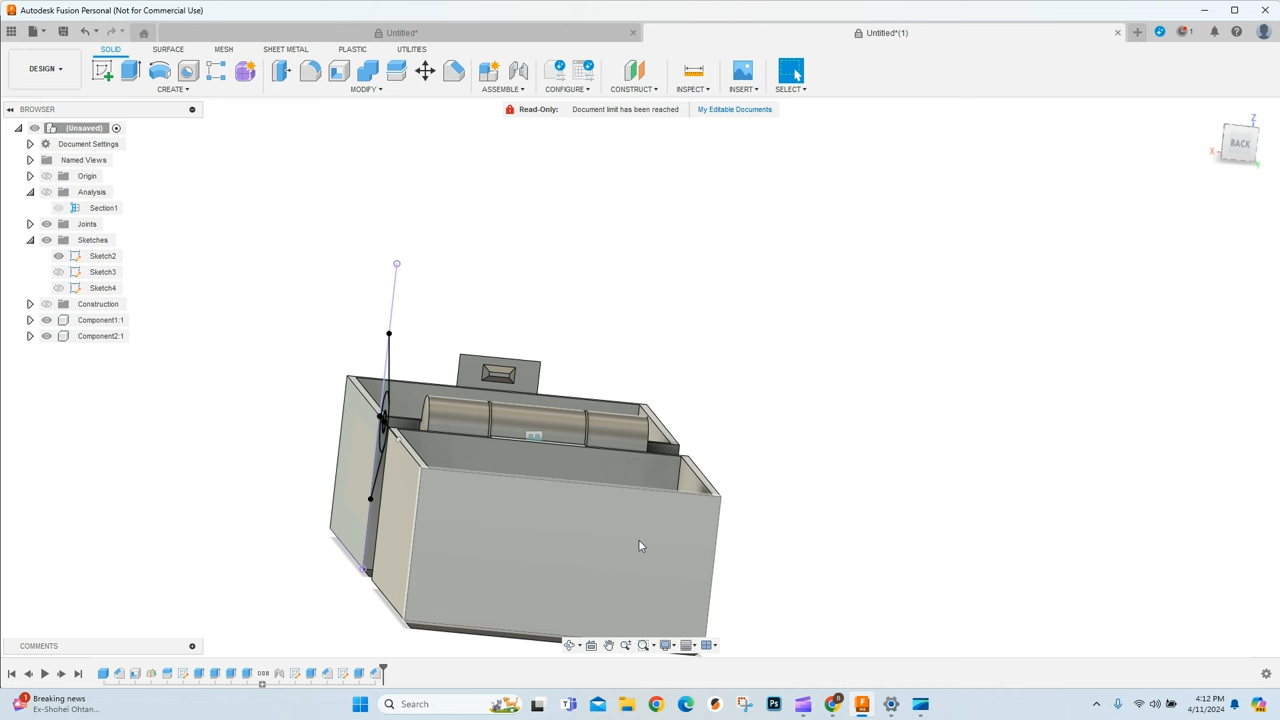 Autodesk Fusion Personal (Not for Commercial Use)
Untitled*
Untitled*(1)
1
DESIGN
SOLID
SURFACE
MESH
SHEET METAL
PLASTIC
UTILITIES
CREATE
MODIFY
ASSEMBLE
CONFIGURE
CONSTRUCT
INSPECT
INSERT
SELECT
BROWSER
Read-Only: Document limit has been reached My Editable Documents
(Unsaved)
Document Settings
Named Views
Origin
Analysis
Section1
Joints
Sketches
Sketch2
Sketch3
Sketch4
Construction
Component1:1
Component2:1
Z
BACK
X
Y
COMMENTS
1
Breaking news
Ex-Shohei Ohtan...
Search
Ps
4:12 PM
4/11/2024